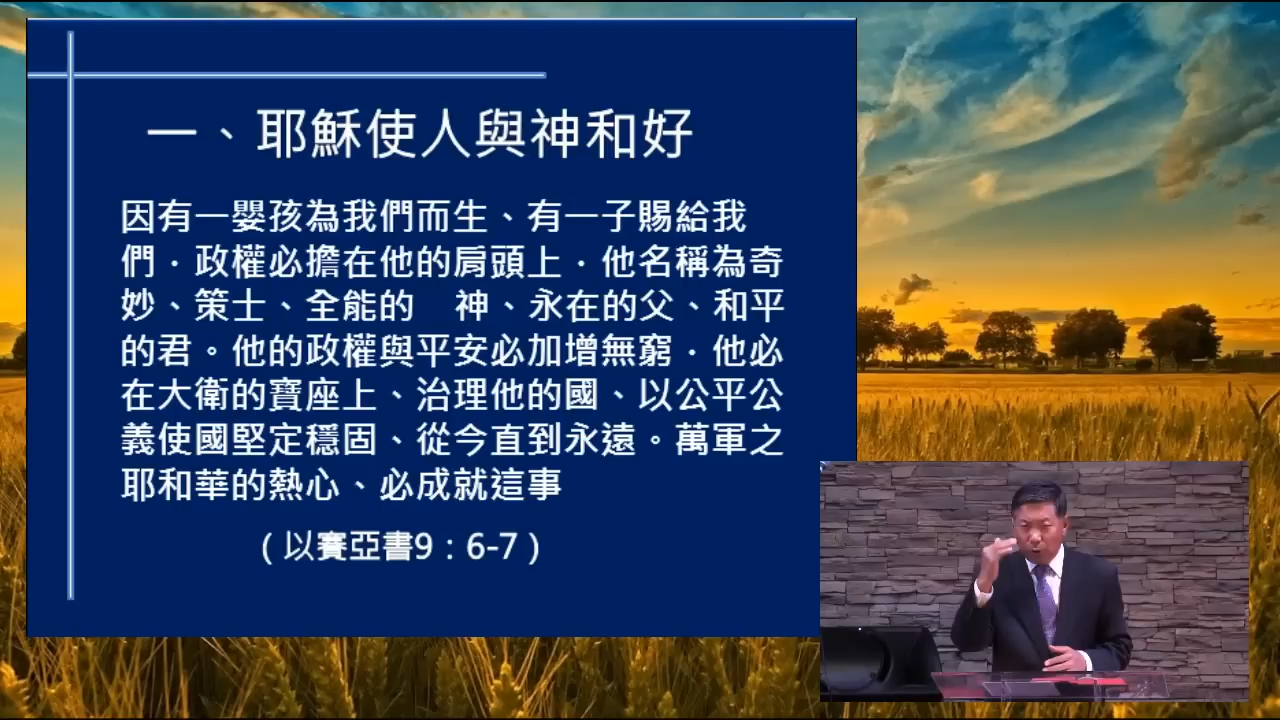 一、耶穌使人與神和好
因有一嬰孩為我們而生、有一子賜給我
們．政權必擔在他的肩頭上．他名稱為奇
妙、策士、全能的　神、永在的父、和平
的君。他的政權與平安必加增無窮．他必
在大衛的寶座上、治理他的國、以公平公
義使國堅定穩固、從今直到永遠。萬軍之
耶和華的熱心、必成就這事
（以賽亞書9：6-7）